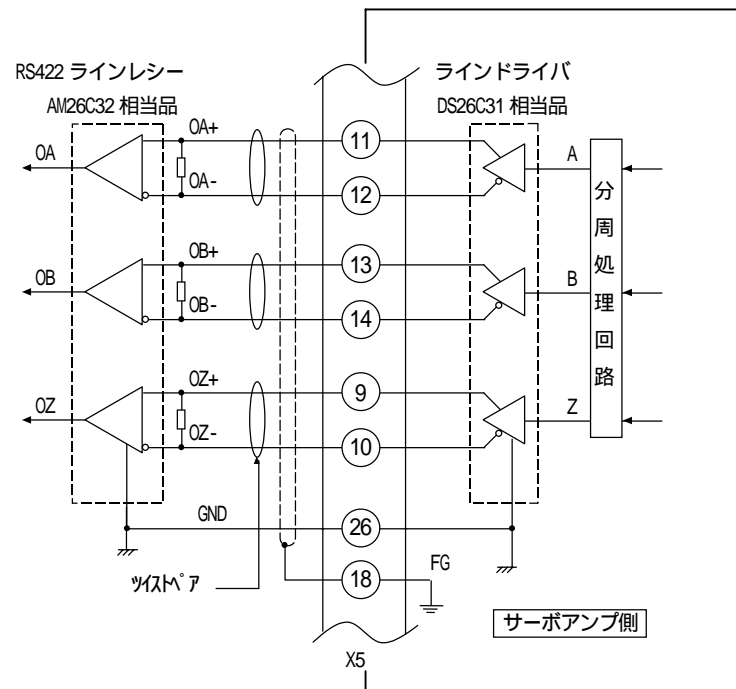 RS422 ラインレシー
AM26C32 相当品
ラインドライバ
DS26C31 相当品
OA
OA+
OA-
11
12
A
OB
OB+
OB-
13
14
B
OZ
OZ+
OZ-
9
10
Z
分周処理回路
GND
26
18
FG
ツイストペア
サーボアンプ側
X5